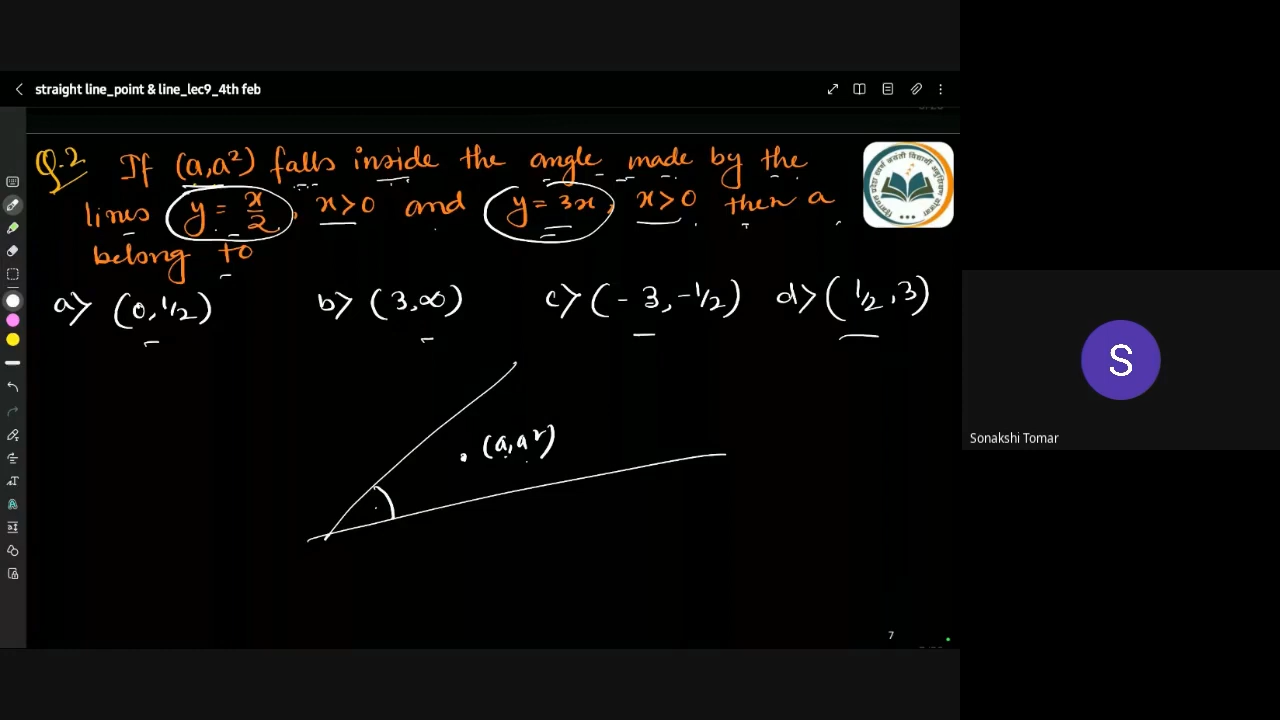 straight line_point & line_lec9_4th feb
Q.2 If (a,a²) falls inside the angle made by the
lines y = x/2, x>0 and y = 3x, x>0 then a
belong to
a> (0,1/2) b> (3,∞) c> (-3,-1/2) d> (1/2,3)
(a,a²)
S
Sonakshi Tomar
7